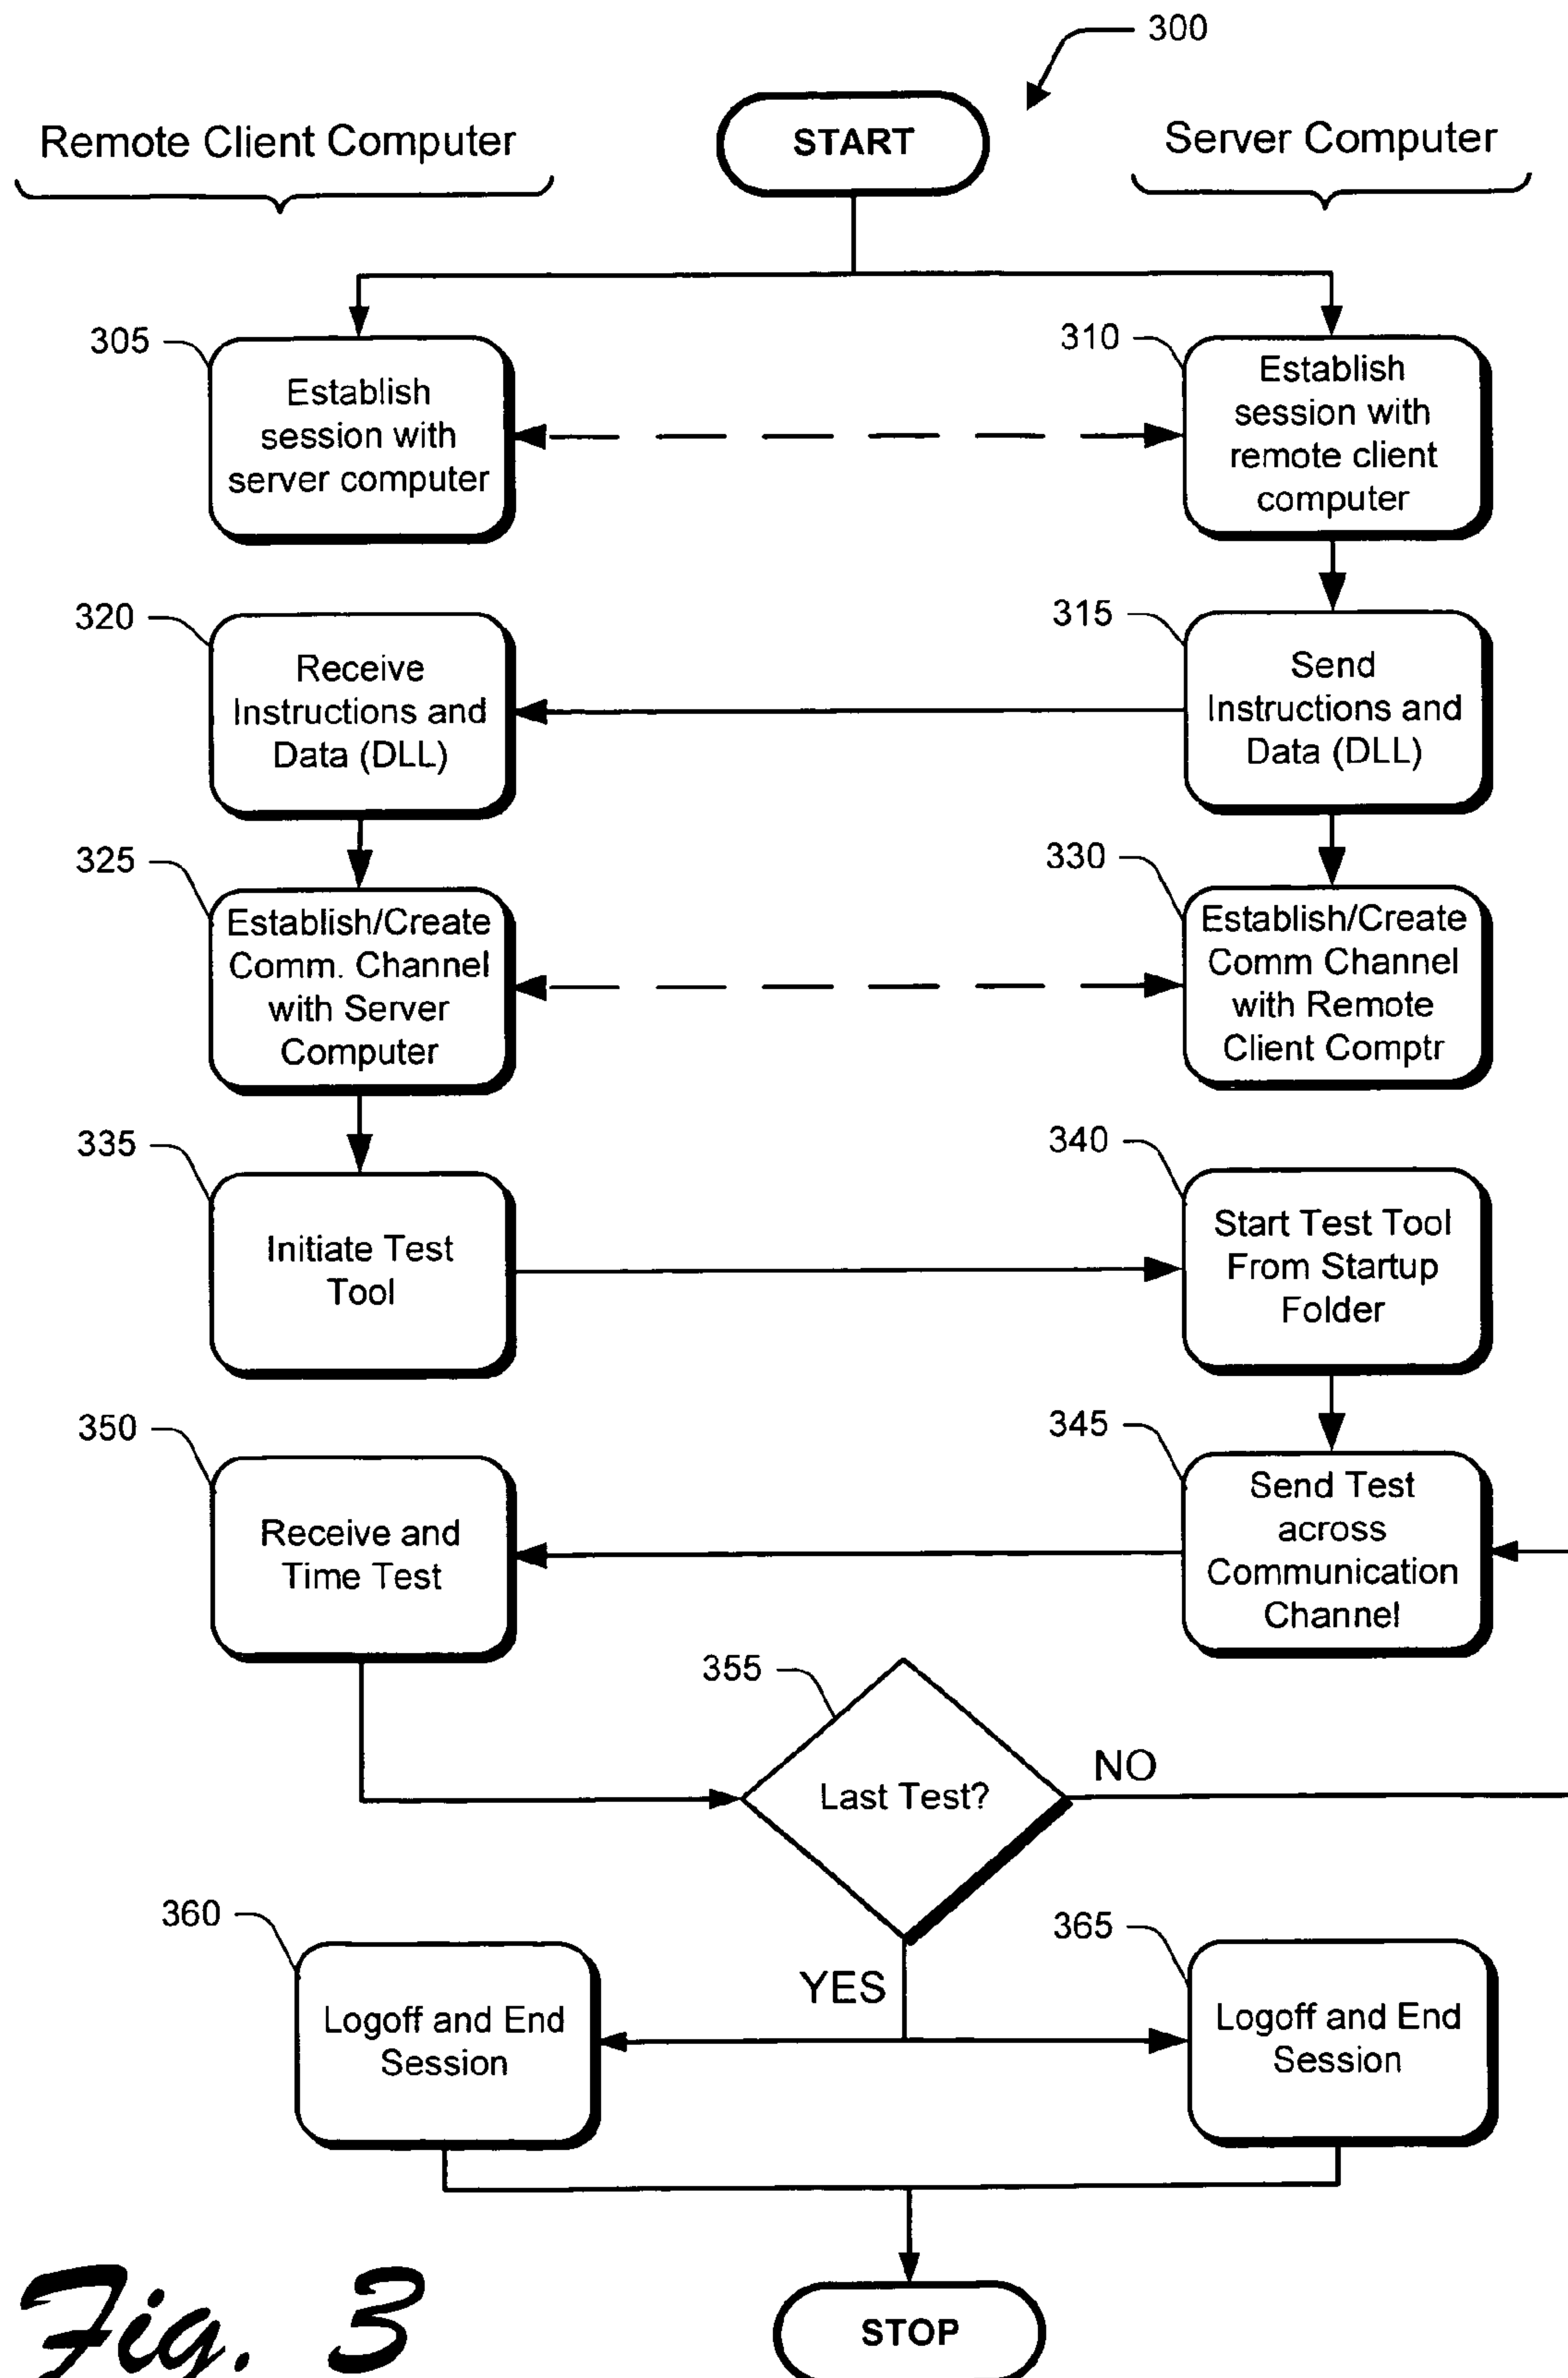 300
Remote Client Computer
START
Server Computer
305
Establish
session with
server computer
310
Establish
session with
remote client
computer
320
Receive
Instructions and
Data (DLL)
315
Send
Instructions and
Data (DLL)
325
Establish/Create
Comm. Channel
with Server
Computer
330
Establish/Create
Comm Channel
with Remote
Client Comptr
335
Initiate Test
Tool
340
Start Test Tool
From Startup
Folder
350
Receive and
Time Test
345
Send Test
across
Communication
Channel
355
Last Test?
NO
YES
360
Logoff and End
Session
365
Logoff and End
Session
STOP
Fig. 3